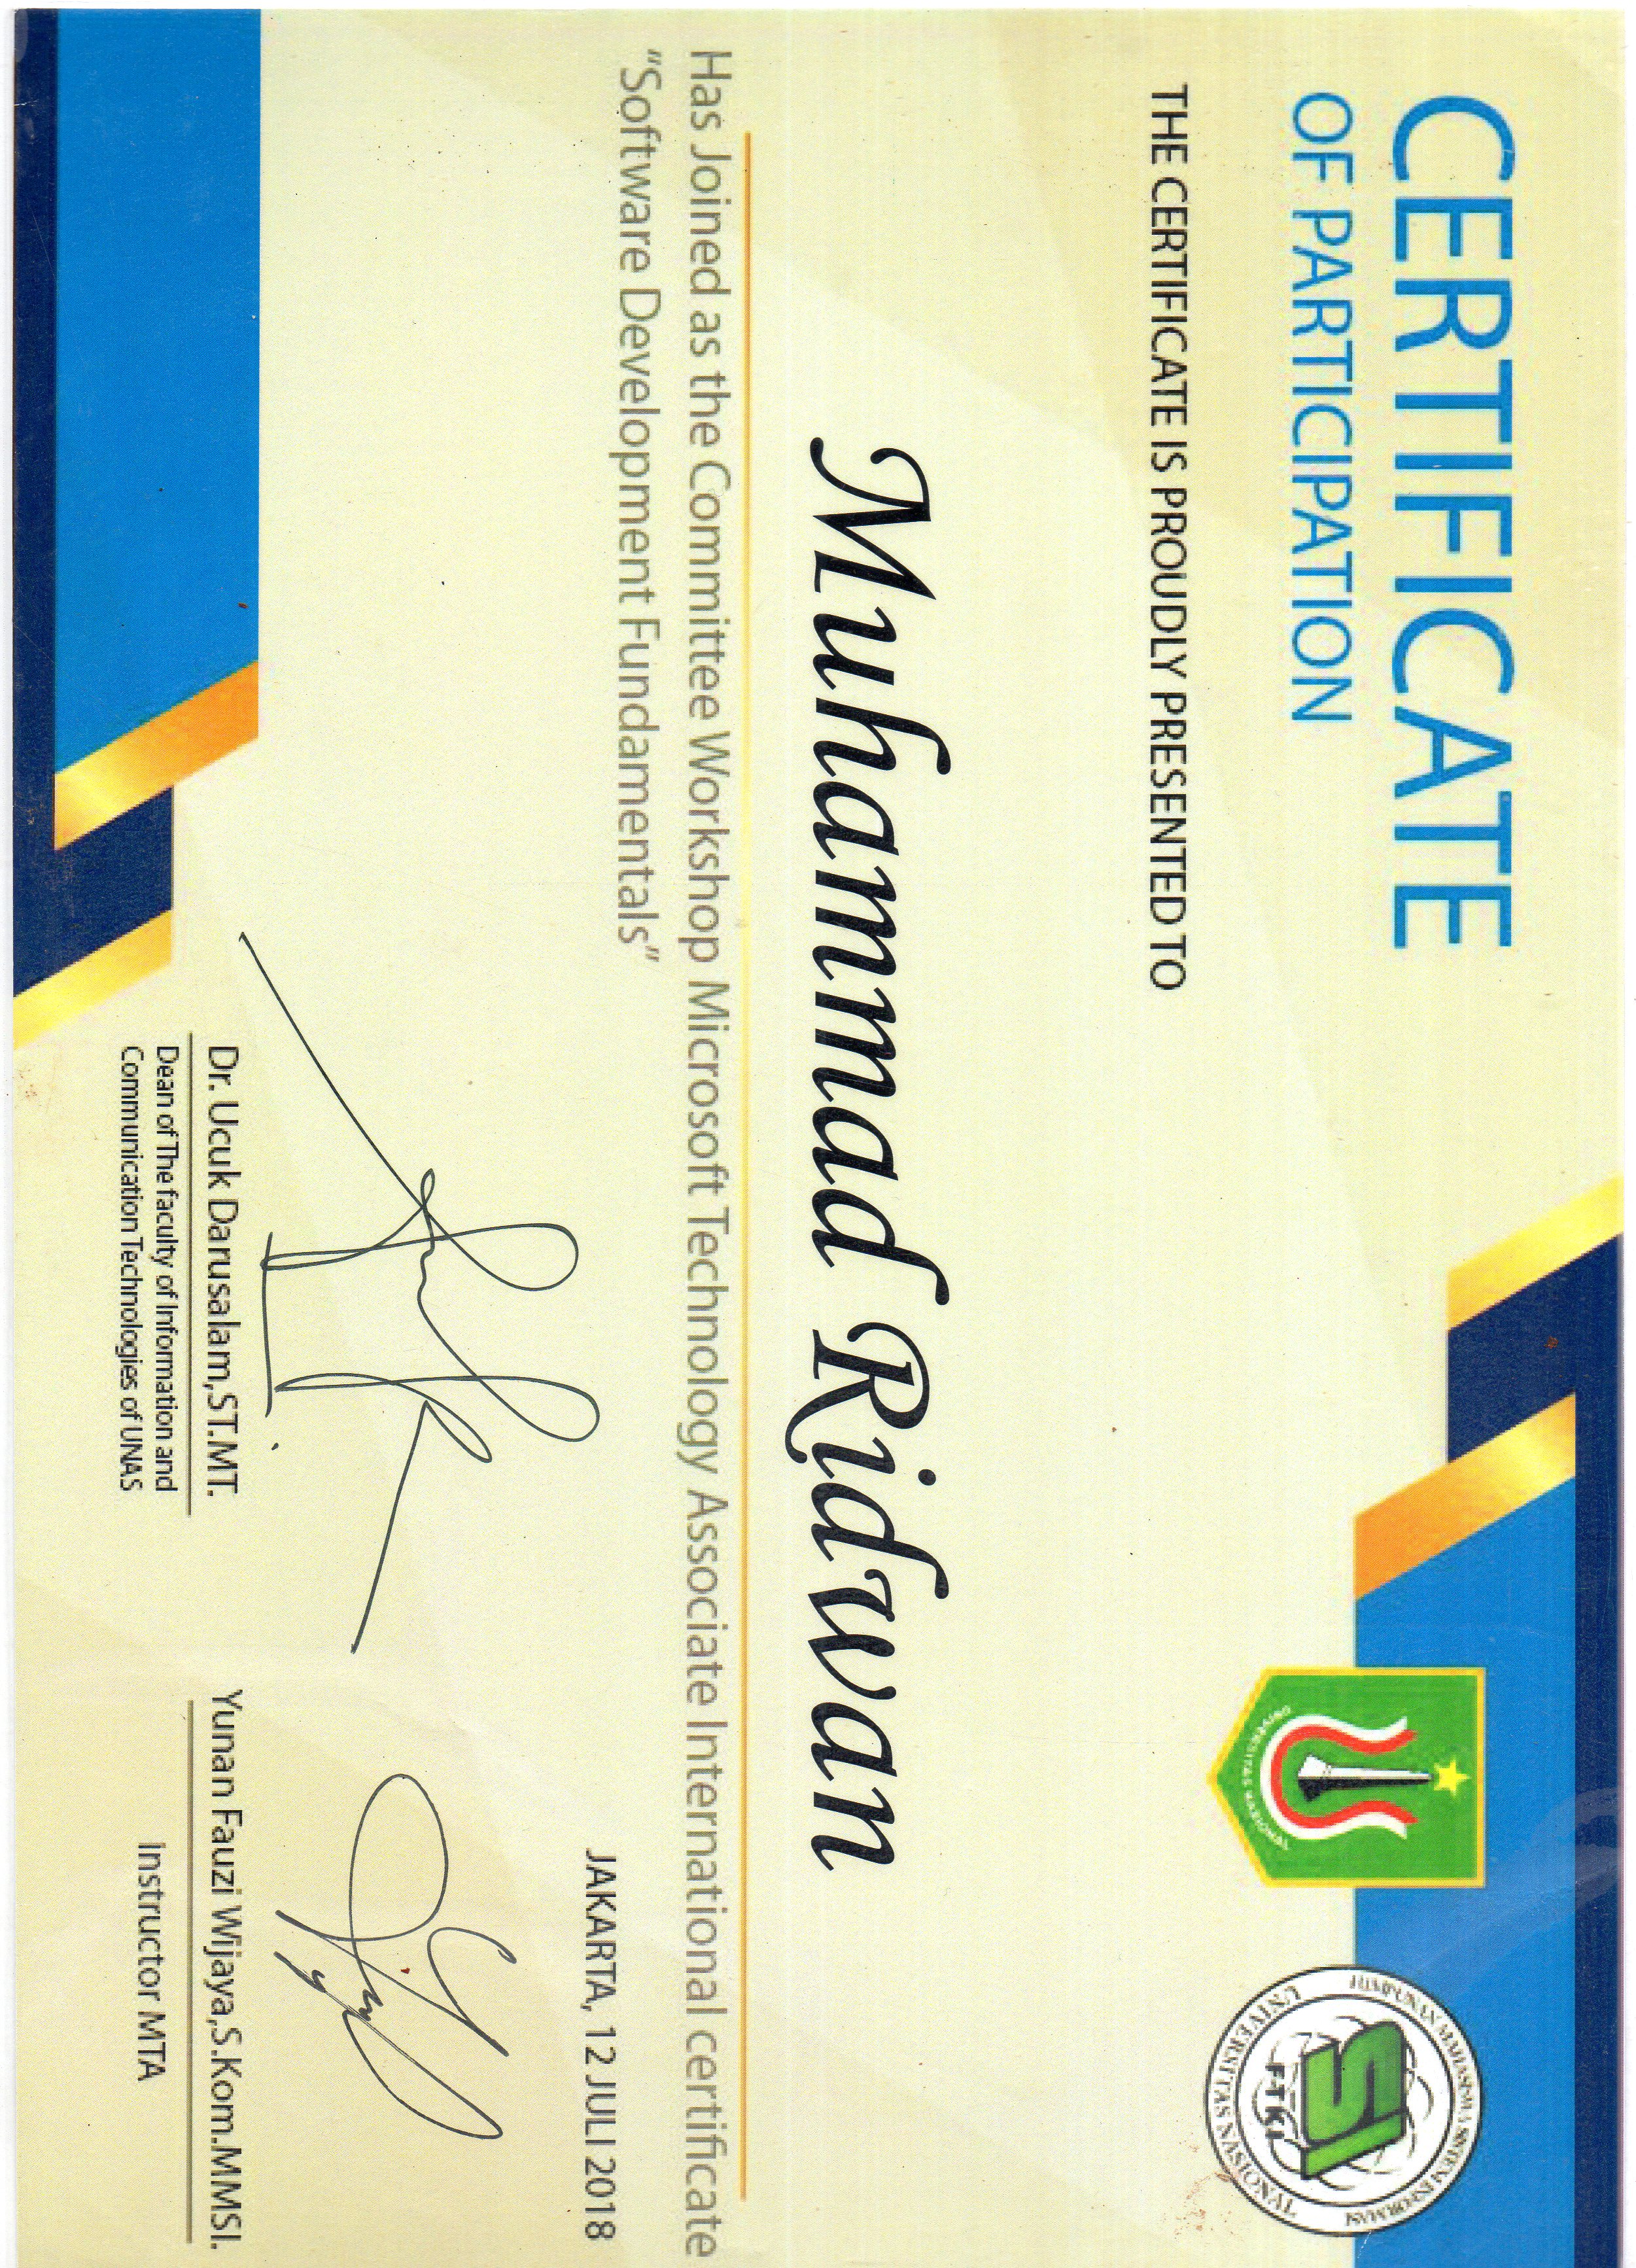 CERTIFICATE
OF PARTICIPATION
UNIVERSITAS NASIONAL
HIMPUNAN MAHASISWA SISTEM INFORMASI
SI
FTKI
UNIVERSITAS NASIONAL
THE CERTIFICATE IS PROUDLY PRESENTED TO
Muhammad Ridwan
Has Joined as the Committee Workshop Microsoft Technology Associate International certificate
“Software Development Fundamentals”
JAKARTA, 12 JULI 2018
Dr. Ucuk Darusalam,ST.MT.
Dean of The faculty of Information and
Communication Technologies of UNAS
Yunan Fauzi Wijaya,S.Kom.MMSI.
Instructor MTA